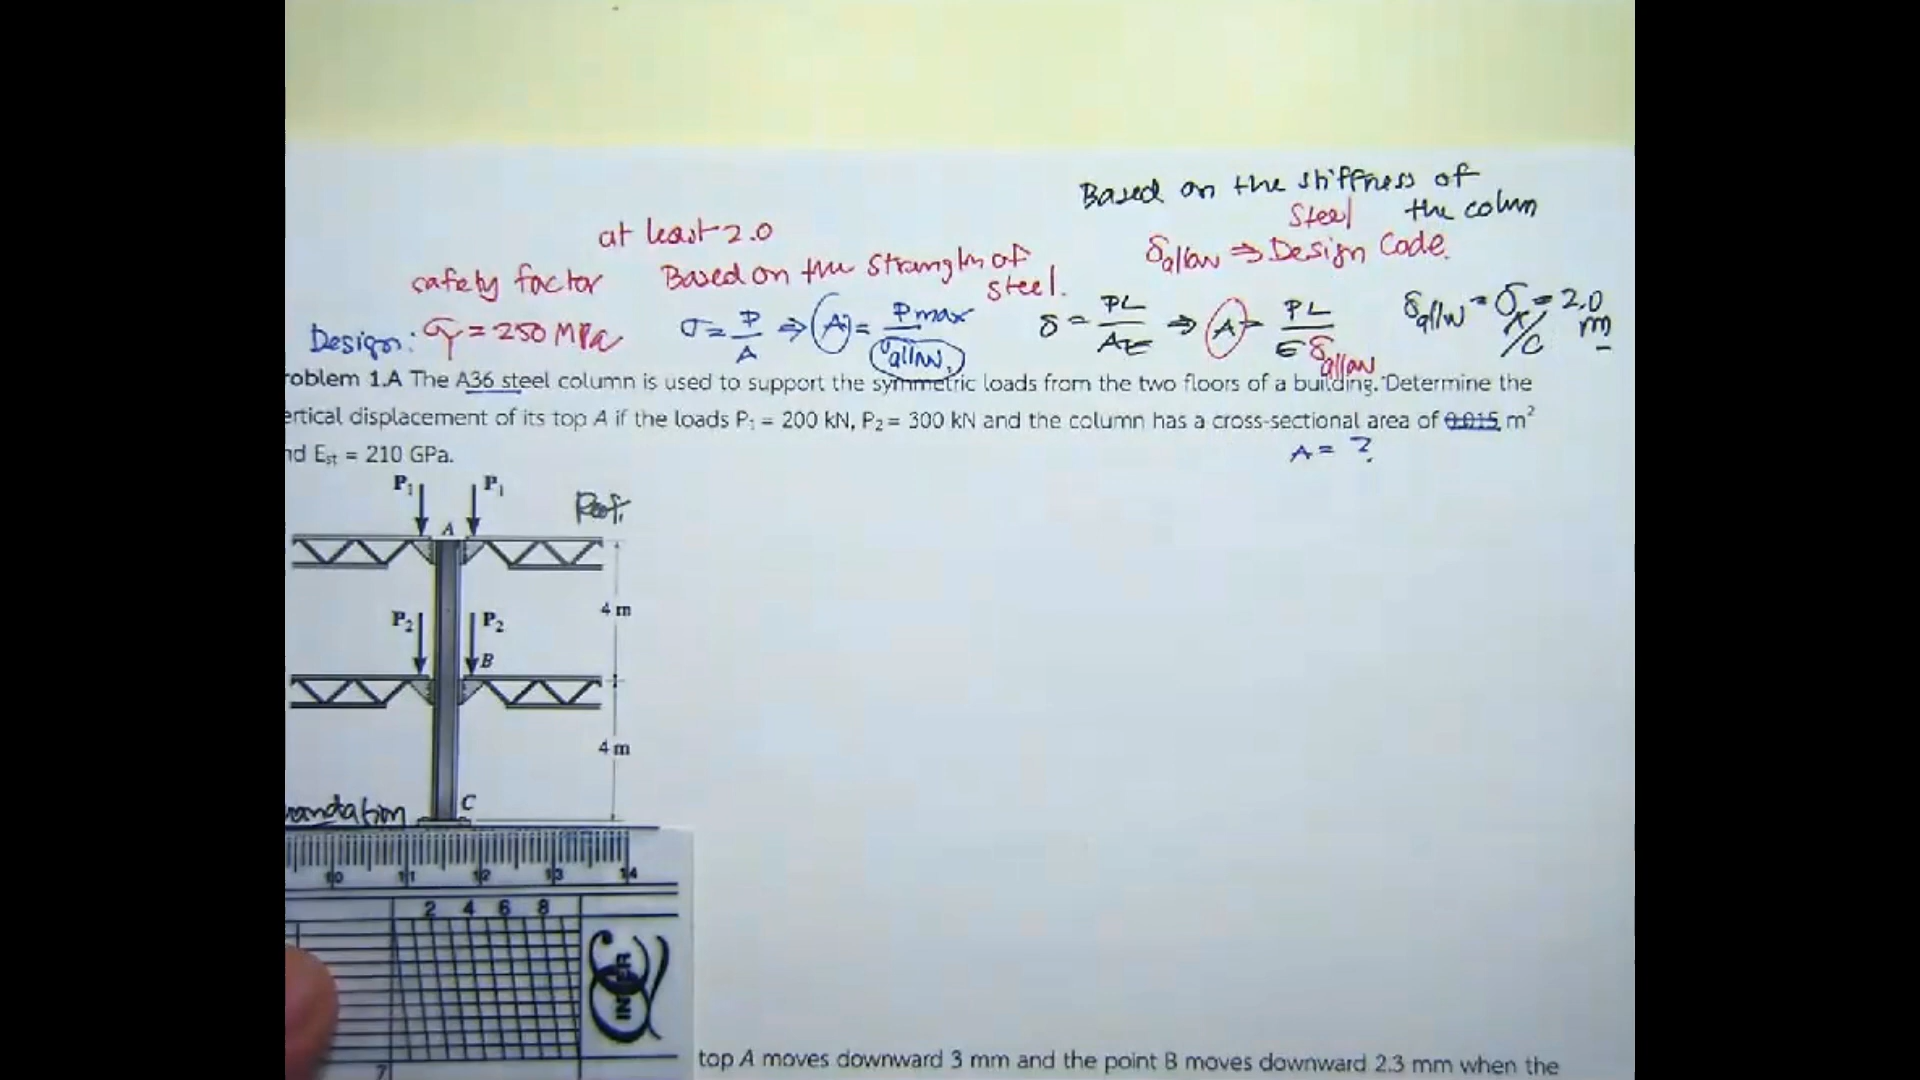 Based on the stiffness of
the column
Steel
at least 2.0
δallow ⇒ Design Code.
safety factor
Based on the strength of
steel.
Design: σY = 250 MPa
σ = P/A ⇒ A = Pmax/σallow.
δ = PL/AE ⇒ A = PL/Eδallow
δallow = δA/C = 2.0 mm
roblem 1.A The A36 steel column is used to support the symmetric loads from the two floors of a building. Determine the
ertical displacement of its top A if the loads P1 = 200 kN, P2 = 300 kN and the column has a cross-sectional area of 0.015 m²
nd Est = 210 GPa.
A = ?
P1 P1
Roof.
A
4 m
P2 P2
B
4 m
C
oundation
10 11 12 13 14
2 4 6 8
INTER
7
top A moves downward 3 mm and the point B moves downward 2.3 mm when the